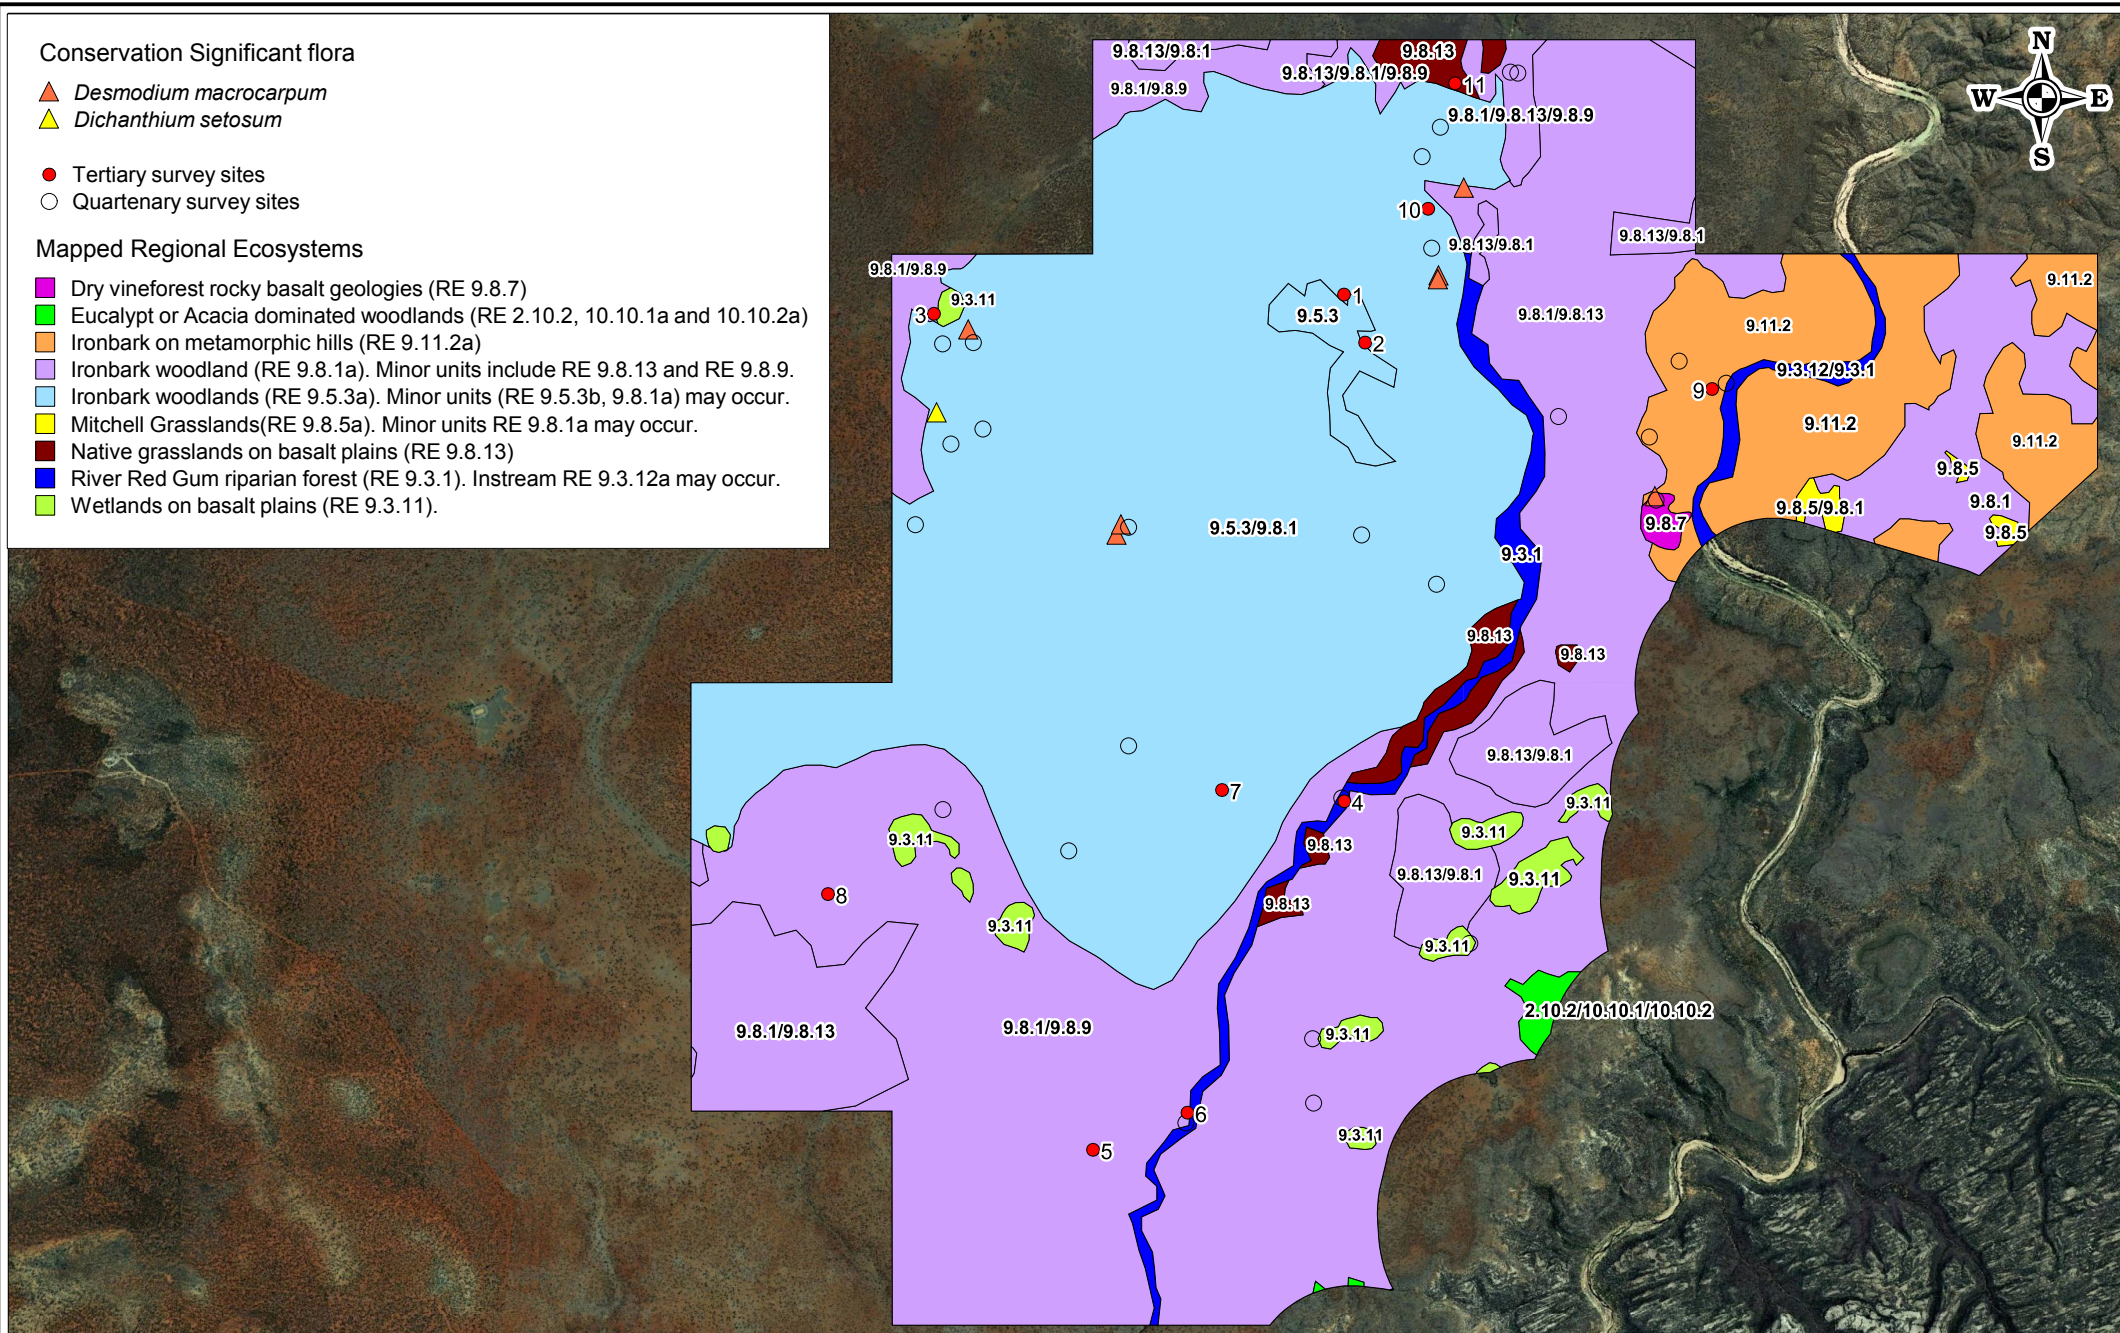 Conservation Significant flora
Desmodium macrocarpum
Dichanthium setosum
Tertiary survey sites
Quartenary survey sites
Mapped Regional Ecosystems
Dry vineforest rocky basalt geologies (RE 9.8.7)
Eucalypt or Acacia dominated woodlands (RE 2.10.2, 10.10.1a and 10.10.2a)
Ironbark on metamorphic hills (RE 9.11.2a)
Ironbark woodland (RE 9.8.1a). Minor units include RE 9.8.13 and RE 9.8.9.
Ironbark woodlands (RE 9.5.3a). Minor units (RE 9.5.3b, 9.8.1a) may occur.
Mitchell Grasslands(RE 9.8.5a). Minor units RE 9.8.1a may occur.
Native grasslands on basalt plains (RE 9.8.13)
River Red Gum riparian forest (RE 9.3.1). Instream RE 9.3.12a may occur.
Wetlands on basalt plains (RE 9.3.11).
N
W
E
S
9.8.13/9.8.1
9.8.13
9.8.13/9.8.1/9.8.9
9.8.1/9.8.9
11
9.8.1/9.8.13/9.8.9
10
9.8.13/9.8.1
9.8.13/9.8.1
9.8.1/9.8.9
9.3.11
3
1
9.5.3
2
9.8.1/9.8.13
9.11.2
9.11.2
9.3.12/9.3.1
9
9.11.2
9.11.2
9.8.5
9.8.1
9.8.5/9.8.1
9.8.5
9.8.7
9.5.3/9.8.1
9.3.1
9.8.13
9.8.13
9.8.13/9.8.1
7
4
9.3.11
9.3.11
9.3.11
9.8.13
9.8.13/9.8.1
9.3.11
8
9.8.13
9.3.11
9.3.11
2.10.2/10.10.1/10.10.2
9.8.1/9.8.13
9.8.1/9.8.9
9.3.11
6
9.3.11
5